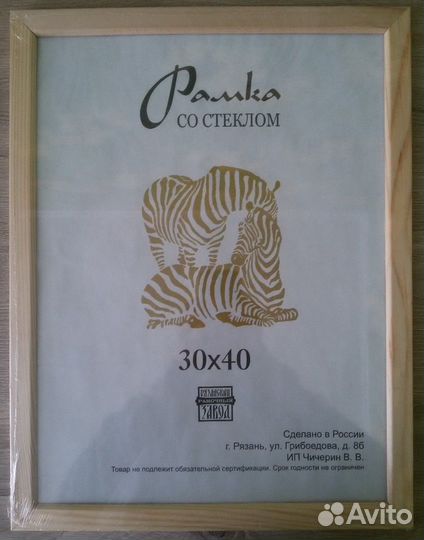 Рамка
СО СТЕКЛОМ
30х40
РЯЗАНСКИЙ
РАМОЧНЫЙ
ЗАВОД
Сделано в России
г. Рязань, ул. Грибоедова, д. 8б
ИП Чичерин В. В.
Товар не подлежит обязательной сертификации. Срок годности не ограничен
Avito